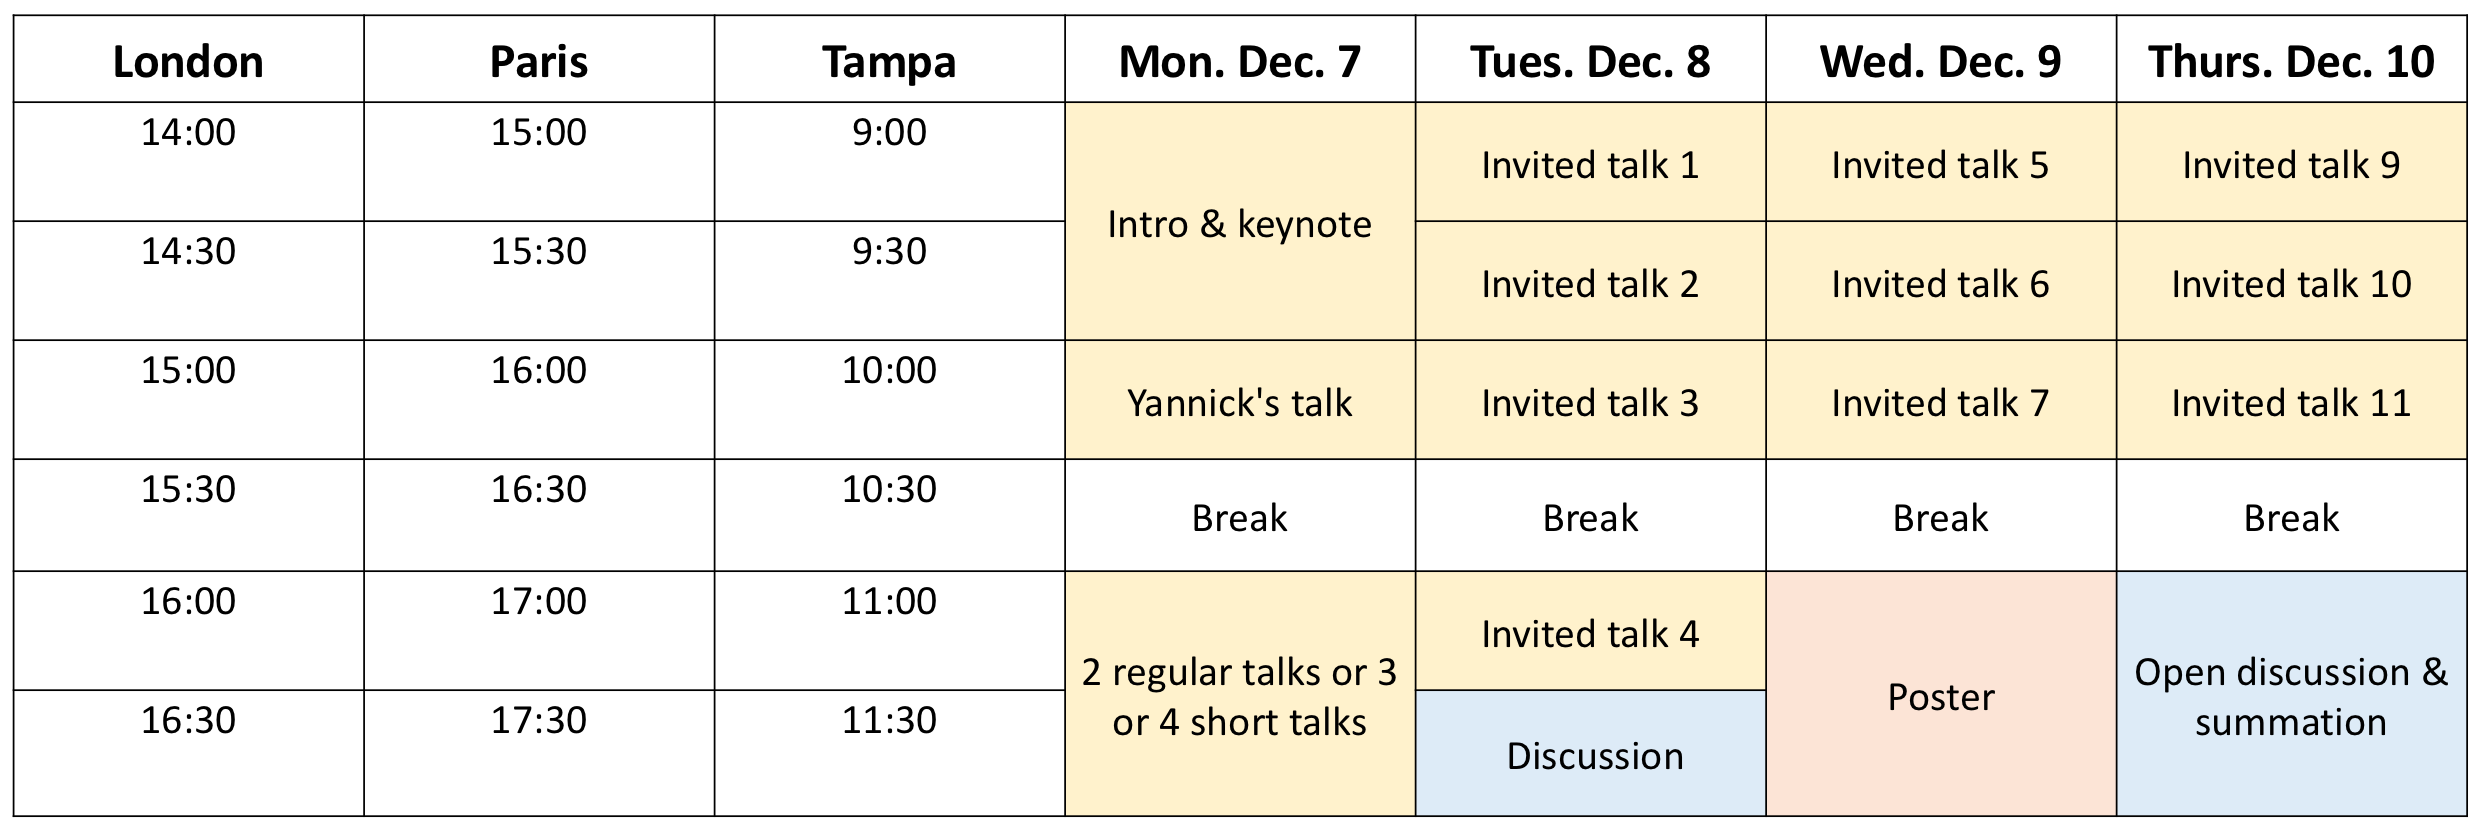 London Paris Tampa Mon. Dec. 7 Tues. Dec. 8 Wed. Dec. 9 Thurs. Dec. 10
14:00 15:00 9:00
Invited talk 1 Invited talk 5 Invited talk 9
Intro & keynote
14:30 15:30 9:30
Invited talk 2 Invited talk 6 Invited talk 10
15:00 16:00 10:00
Yannick's talk Invited talk 3 Invited talk 7 Invited talk 11
15:30 16:30 10:30
Break Break Break Break
16:00 17:00 11:00
Invited talk 4
2 regular talks or 3
or 4 short talks
Poster
Open discussion &
summation
16:30 17:30 11:30
Discussion